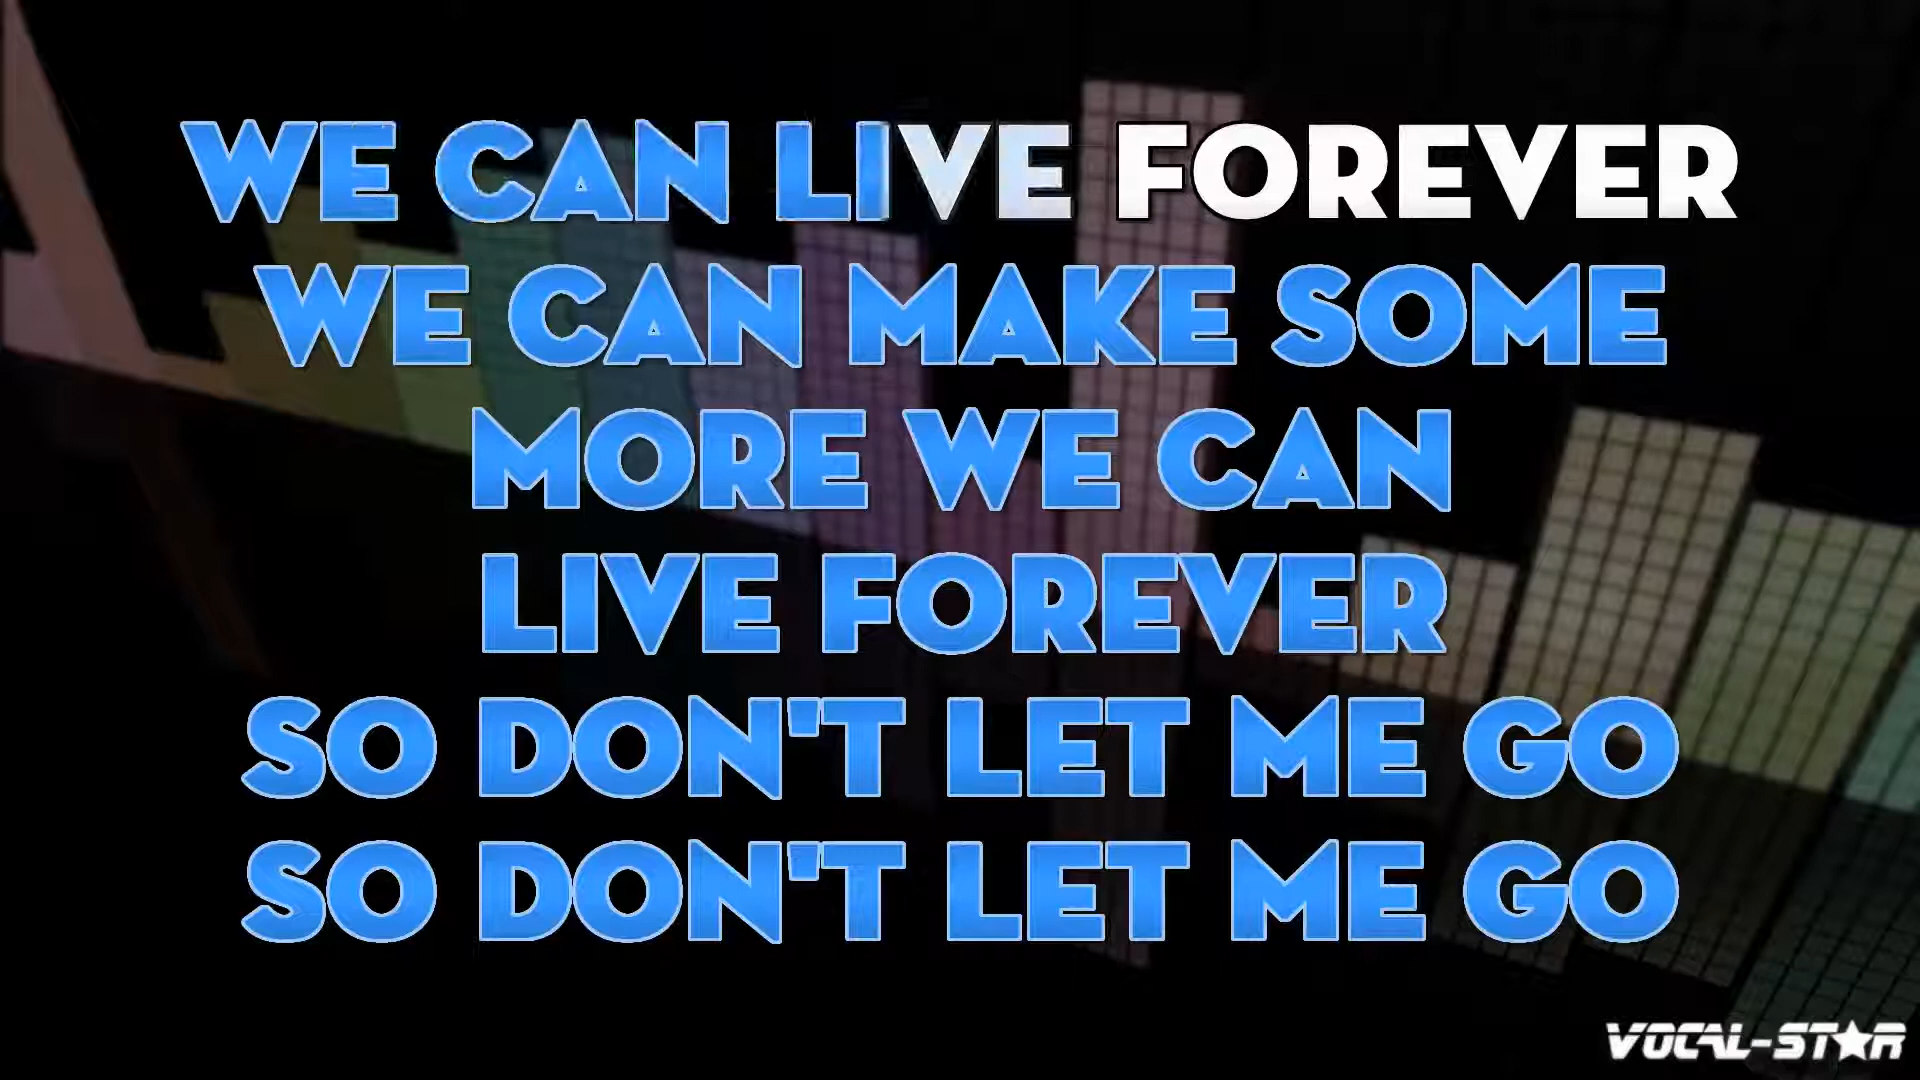 WE CAN LIVE FOREVER
WE CAN MAKE SOME
MORE WE CAN
LIVE FOREVER
SO DON'T LET ME GO
SO DON'T LET ME GO
VOCAL-STAR